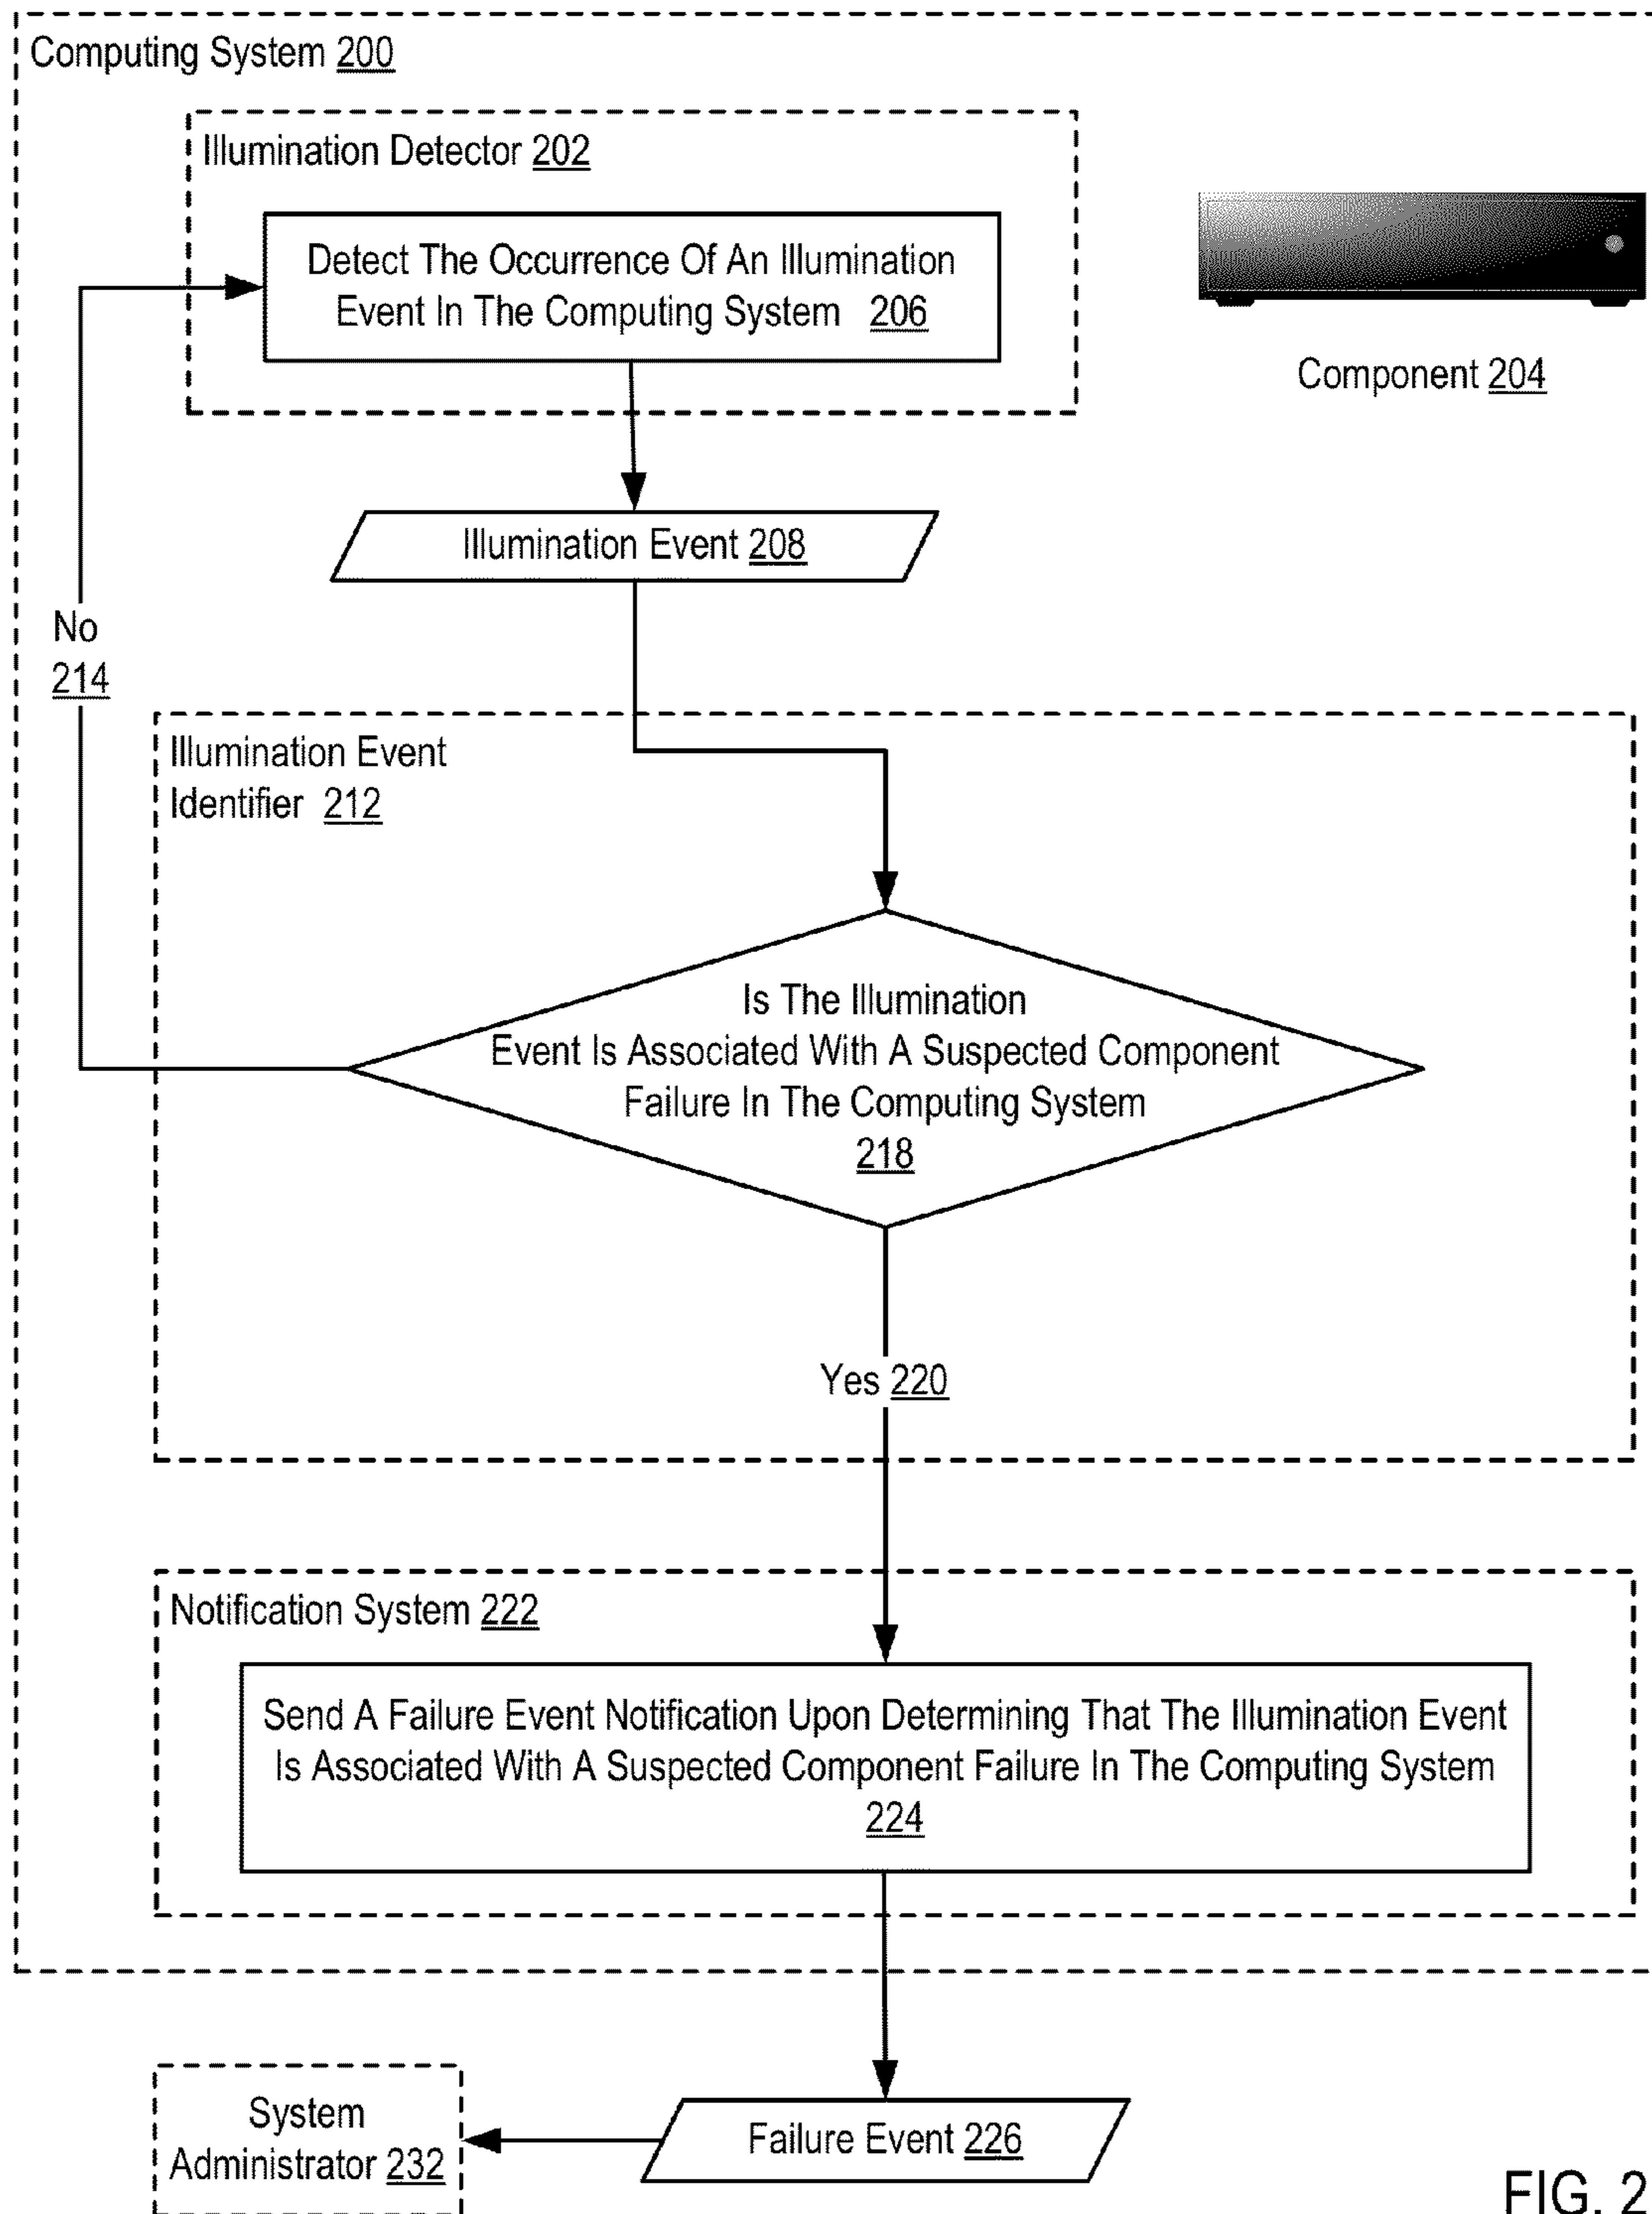 Computing System 200
Illumination Detector 202
Detect The Occurrence Of An Illumination
Event In The Computing System 206
Component 204
Illumination Event 208
No
214
Illumination Event
Identifier 212
Is The Illumination
Event Is Associated With A Suspected Component
Failure In The Computing System
218
Yes 220
Notification System 222
Send A Failure Event Notification Upon Determining That The Illumination Event
Is Associated With A Suspected Component Failure In The Computing System
224
System
Administrator 232
Failure Event 226
FIG. 2